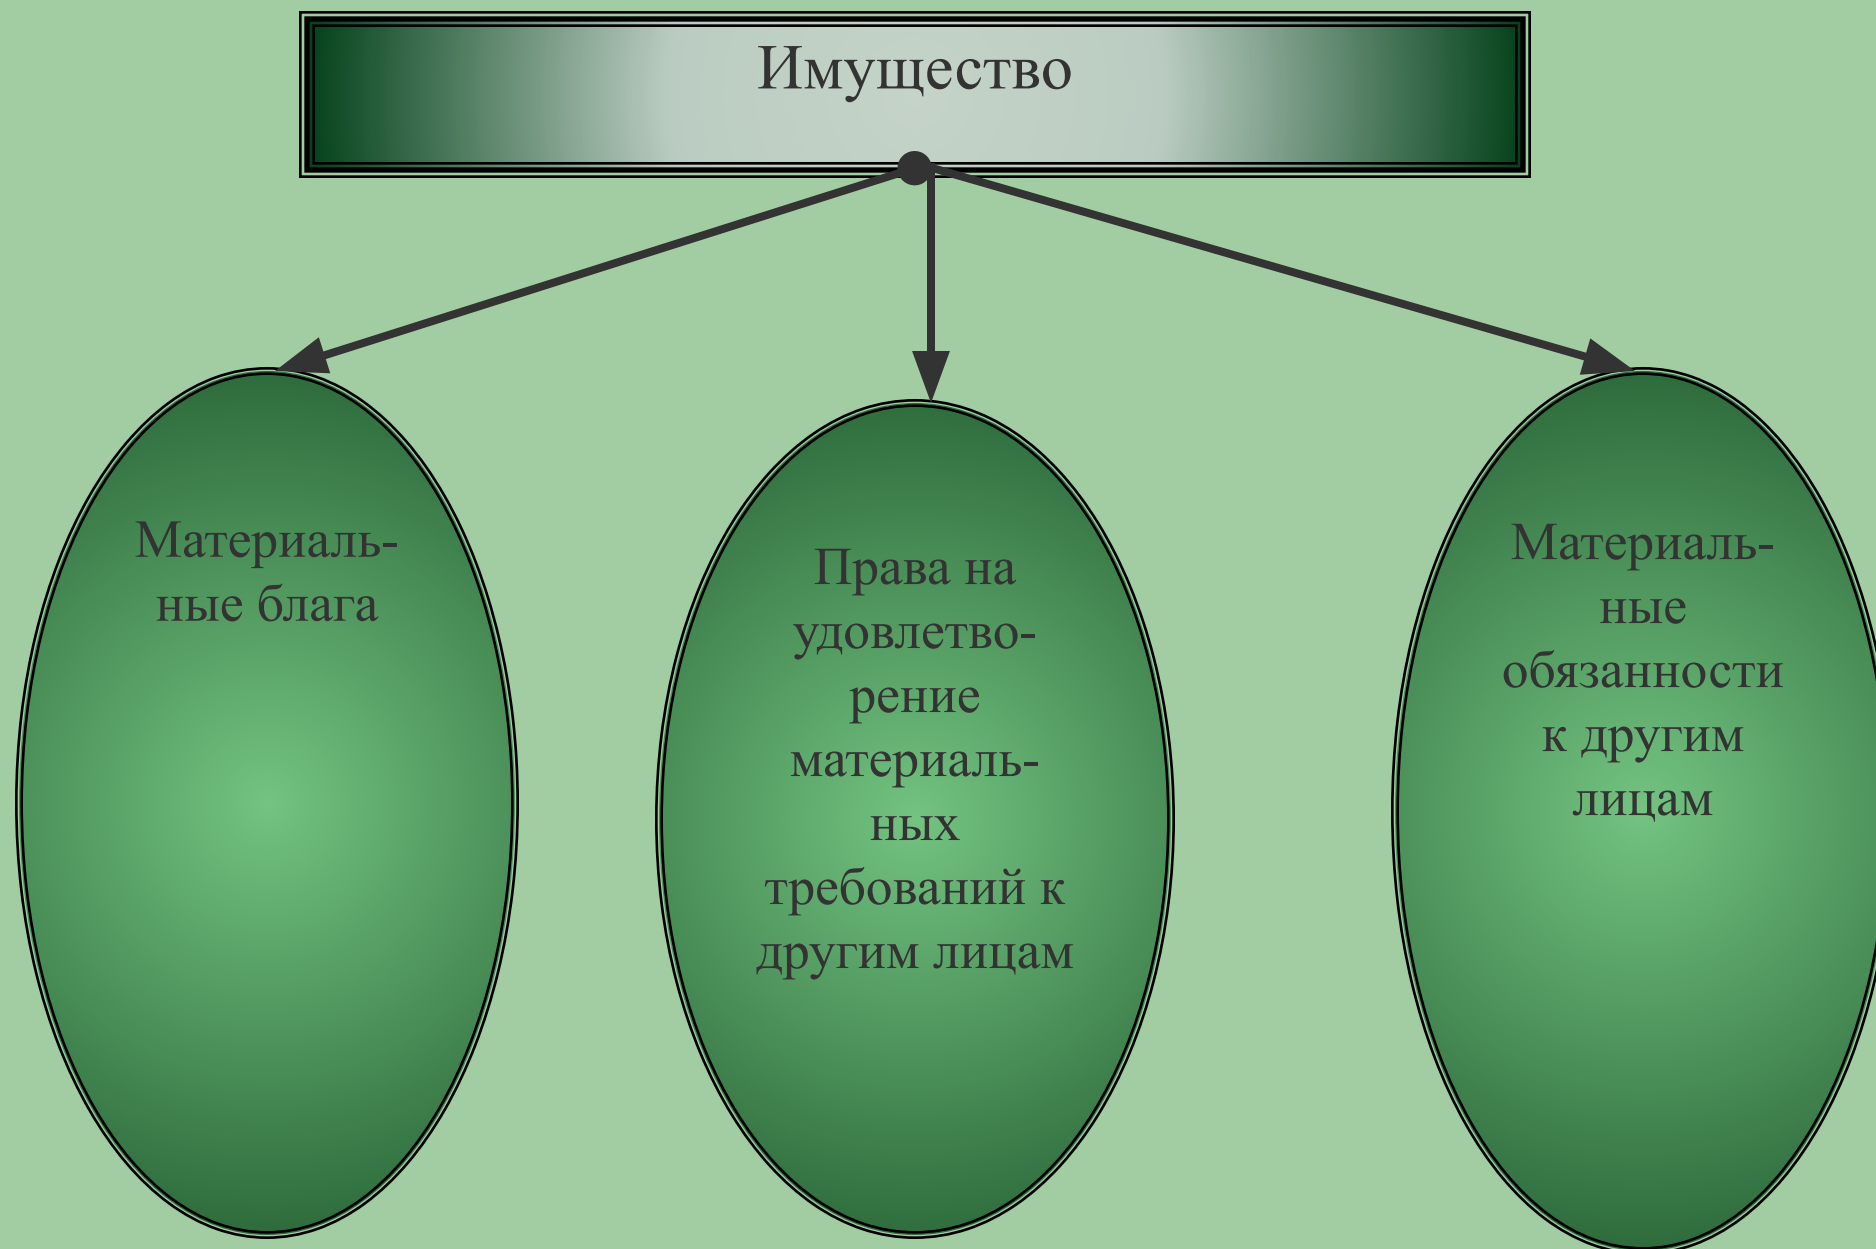 Имущество
Материаль-
ные блага
Права на
удовлетво-
рение
материаль-
ных
требований к
другим лицам
Материаль-
ные
обязанности
к другим
лицам